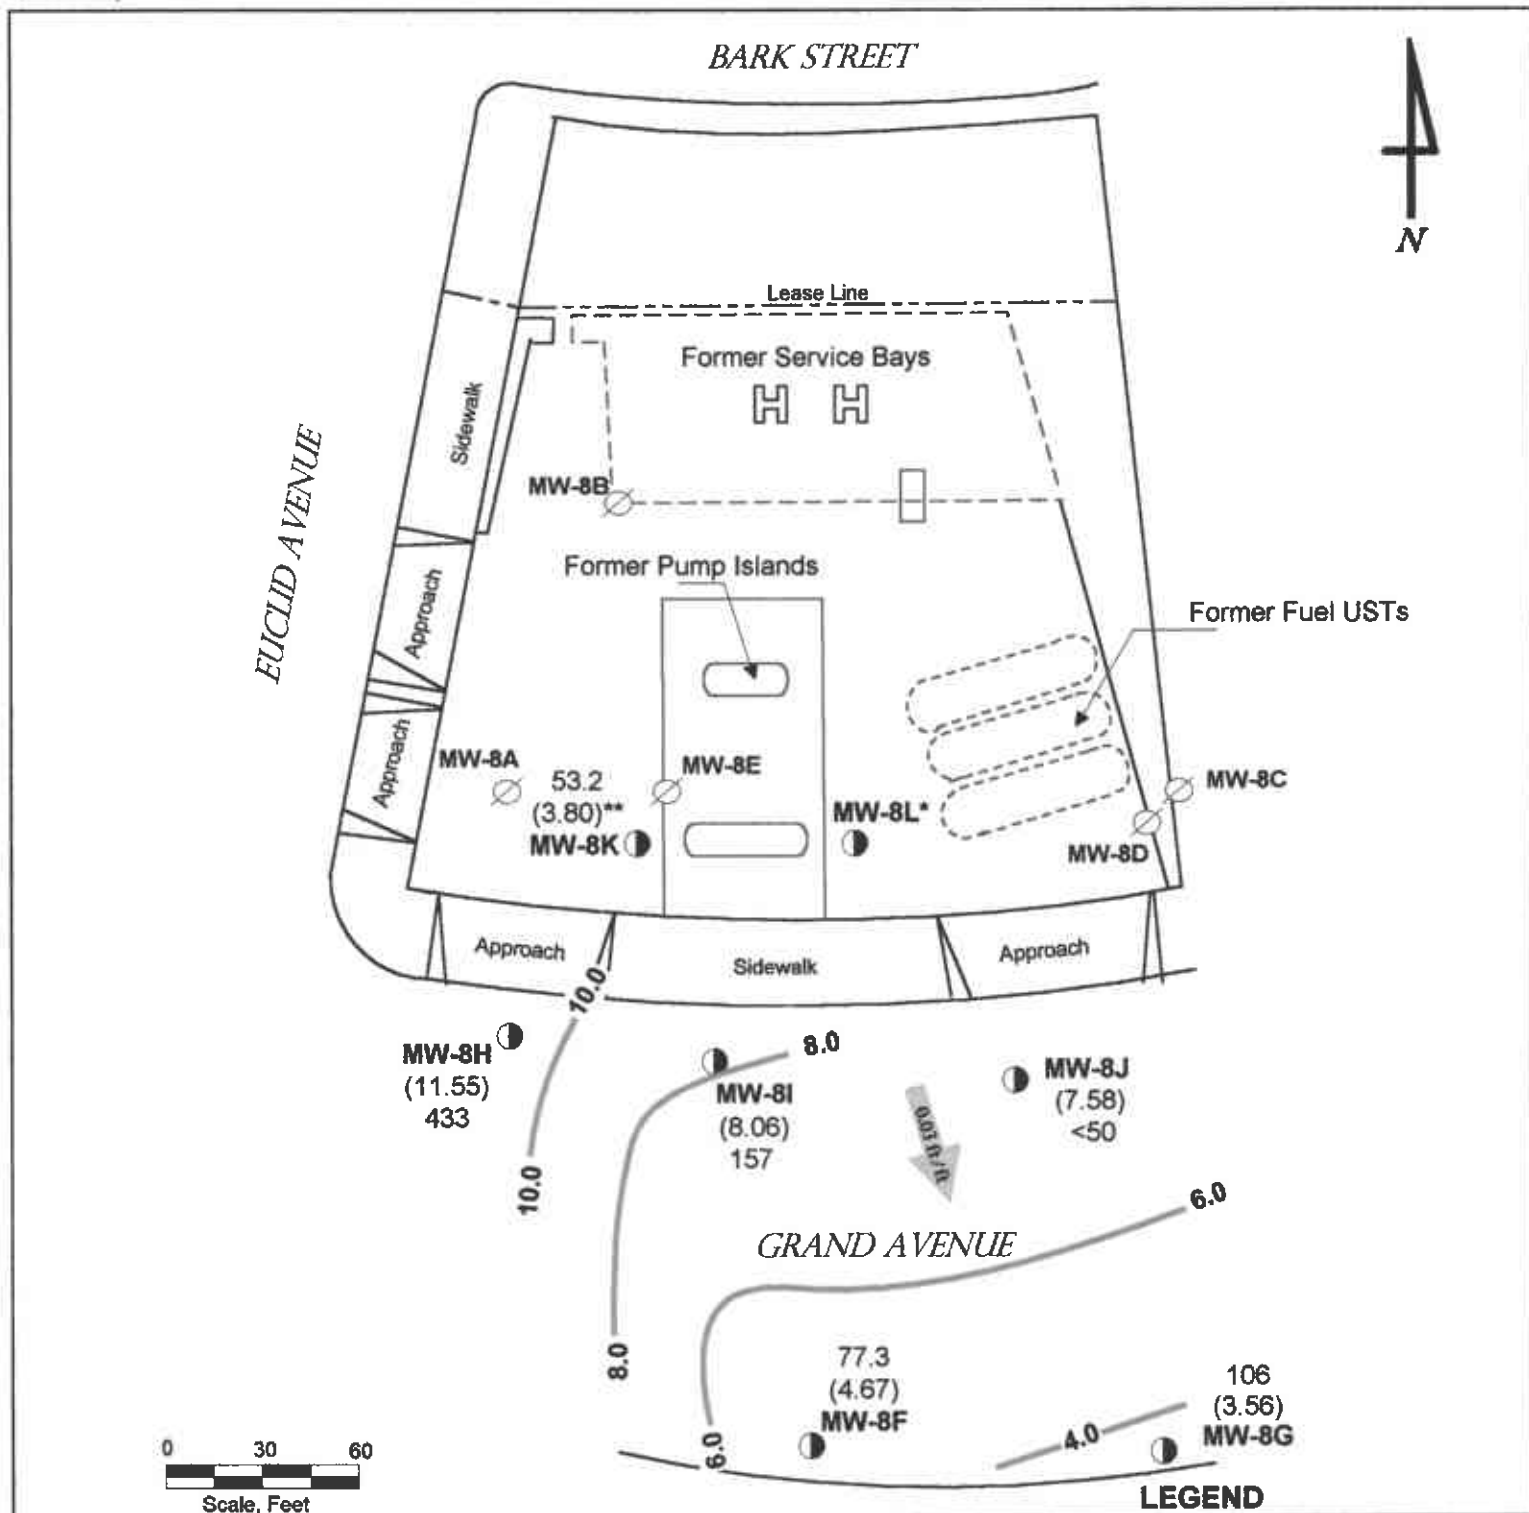 BARK STREET
N
Lease Line
Former Service Bays
Sidewalk
EUCLID AVENUE
MW-8B
Former Pump Islands
Approach
Former Fuel USTs
Approach
MW-8A
53.2
(3.80)**
MW-8K
MW-8E
MW-8L*
MW-8C
MW-8D
Approach
Sidewalk
Approach
10.0
MW-8H
(11.55)
433
8.0
MW-8I
(8.06)
157
MW-8J
(7.58)
<50
0.03 ft/ft
10.0
6.0
GRAND AVENUE
8.0
77.3
(4.67)
MW-8F
106
(3.56)
MW-8G
6.0
4.0
0 30 60
Scale, Feet
LEGEND